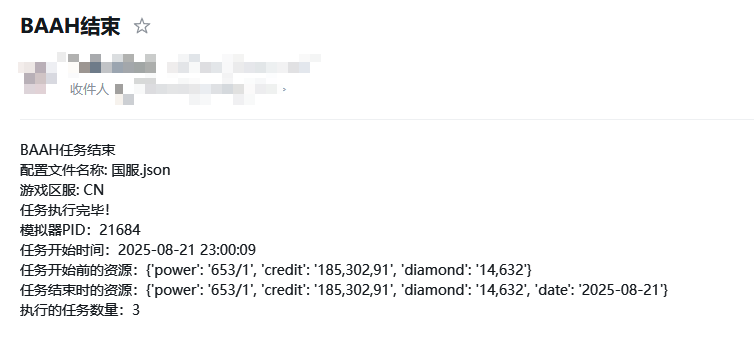 BAAH结束
收件人
BAAH任务结束
配置文件名称: 国服.json
游戏区服: CN
任务执行完毕!
模拟器PID：21684
任务开始时间：2025-08-21 23:00:09
任务开始前的资源：{'power': '653/1', 'credit': '185,302,91', 'diamond': '14,632'}
任务结束时的资源：{'power': '653/1', 'credit': '185,302,91', 'diamond': '14,632', 'date': '2025-08-21'}
执行的任务数量：3